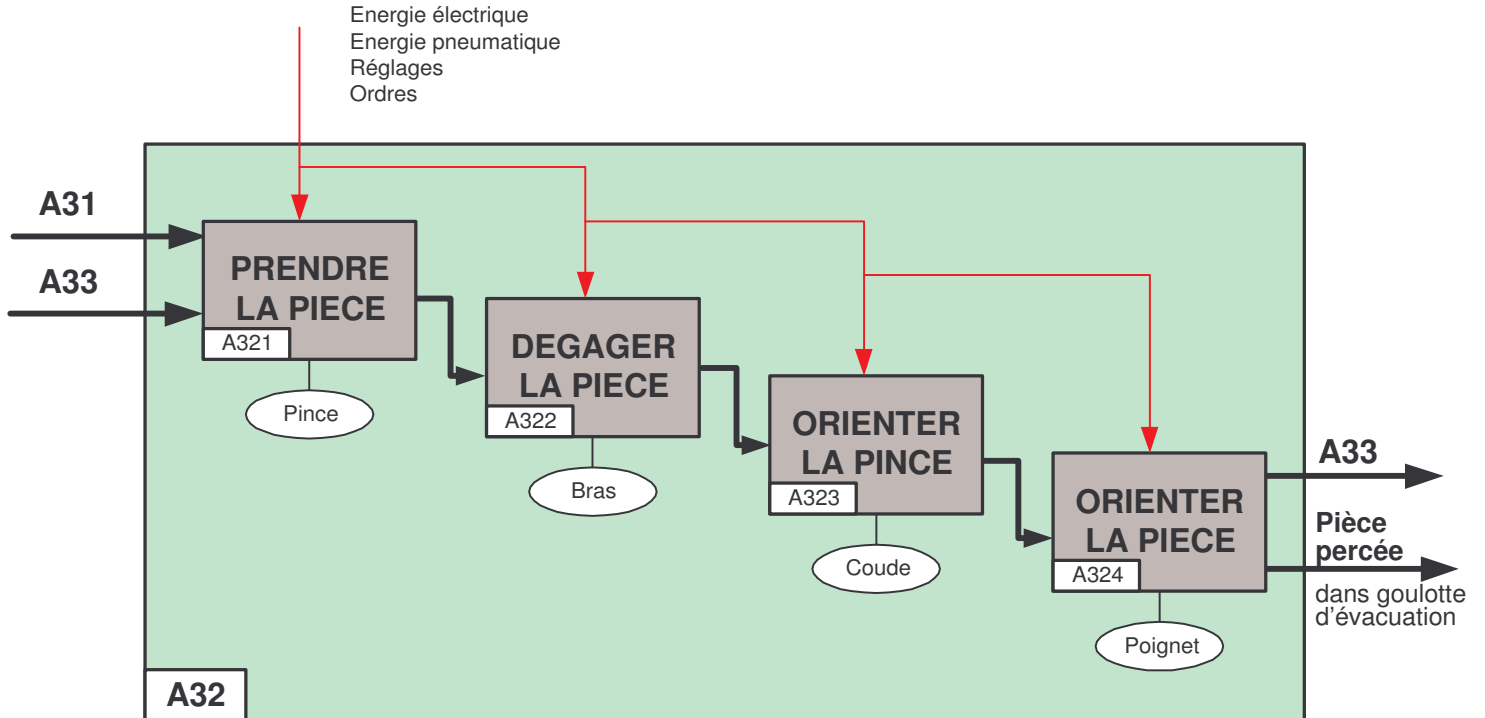 Energie électrique
Energie pneumatique
Réglages
Ordres
A31
A33
PRENDRE
LA PIECE
A321
Pince
DEGAGER
LA PIECE
A322
Bras
ORIENTER
LA PINCE
A323
Coude
ORIENTER
LA PIECE
A324
Poignet
A33
Pièce
percée
dans goulotte
d'évacuation
A32